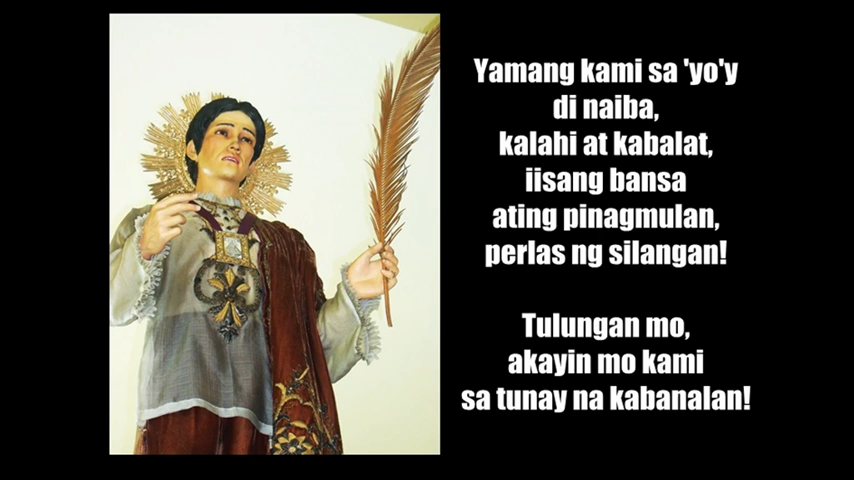 Yamang kami sa 'yo'y
di naiba,
kalahi at kabalat,
iisang bansa
ating pinagmulan,
perlas ng silangan!
Tulungan mo,
akayin mo kami
sa tunay na kabanalan!